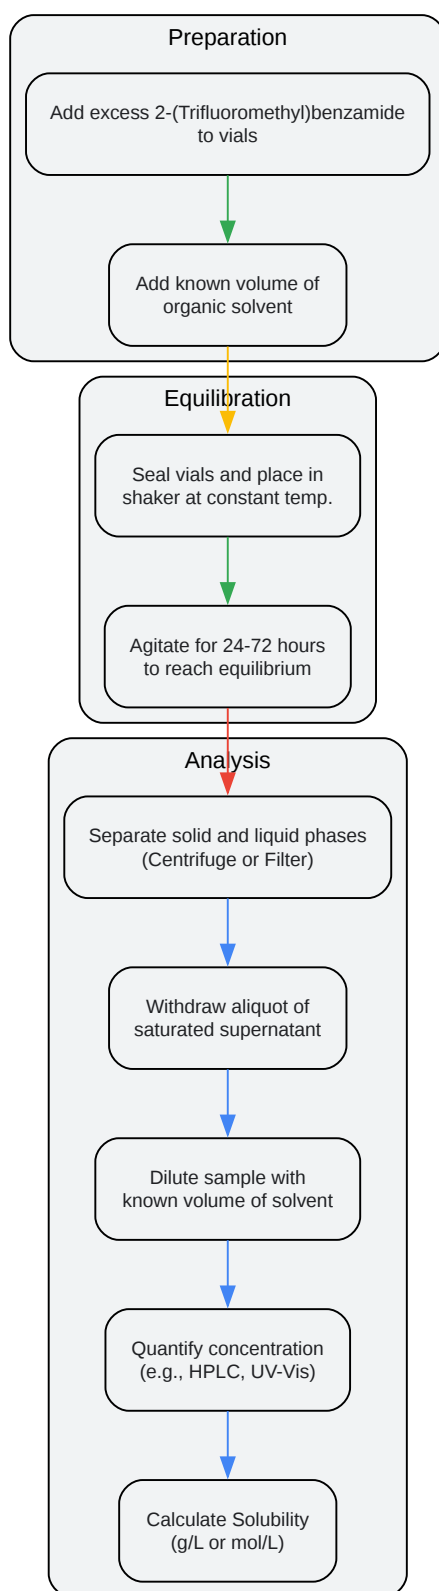 Preparation
Add excess 2-(Trifluoromethyl)benzamide
to vials
Add known volume of
organic solvent
Equilibration
Seal vials and place in
shaker at constant temp.
Agitate for 24-72 hours
to reach equilibrium
Analysis
Separate solid and liquid phases
(Centrifuge or Filter)
Withdraw aliquot of
saturated supernatant
Dilute sample with
known volume of solvent
Quantify concentration
(e.g., HPLC, UV-Vis)
Calculate Solubility
(g/L or mol/L)